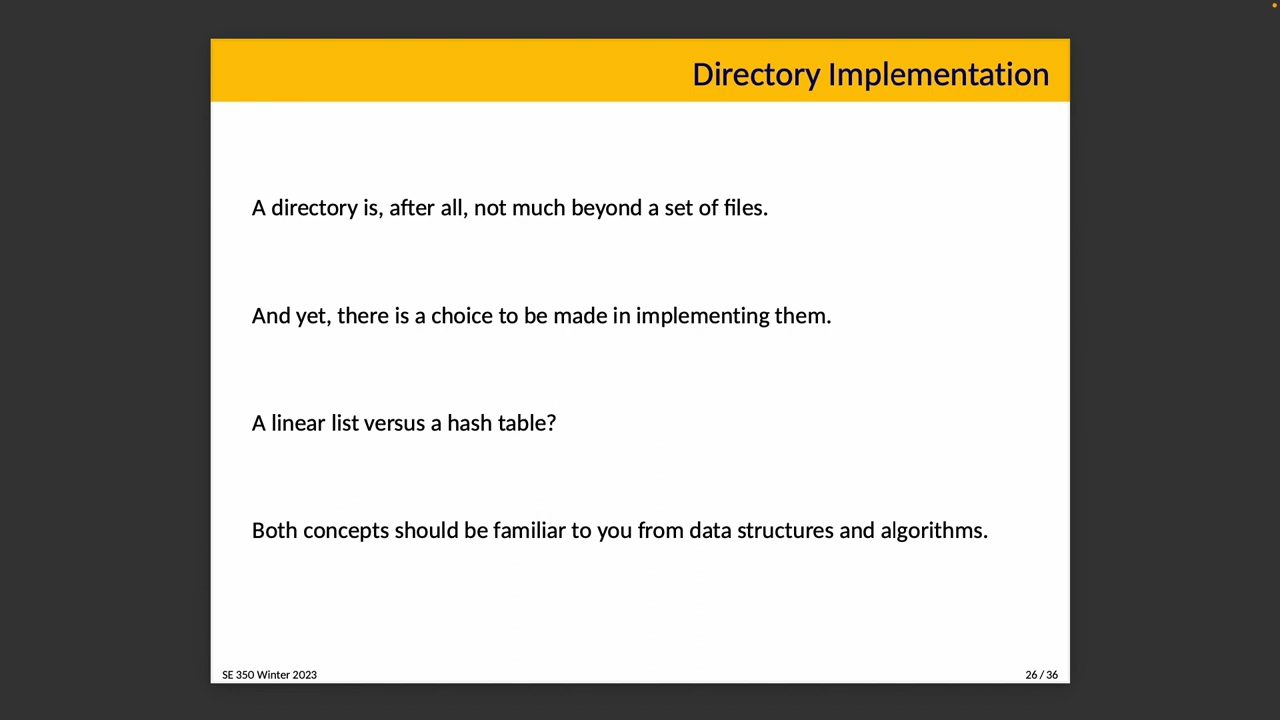 Directory Implementation
A directory is, after all, not much beyond a set of files.
And yet, there is a choice to be made in implementing them.
A linear list versus a hash table?
Both concepts should be familiar to you from data structures and algorithms.
SE 350 Winter 2023
26 / 36